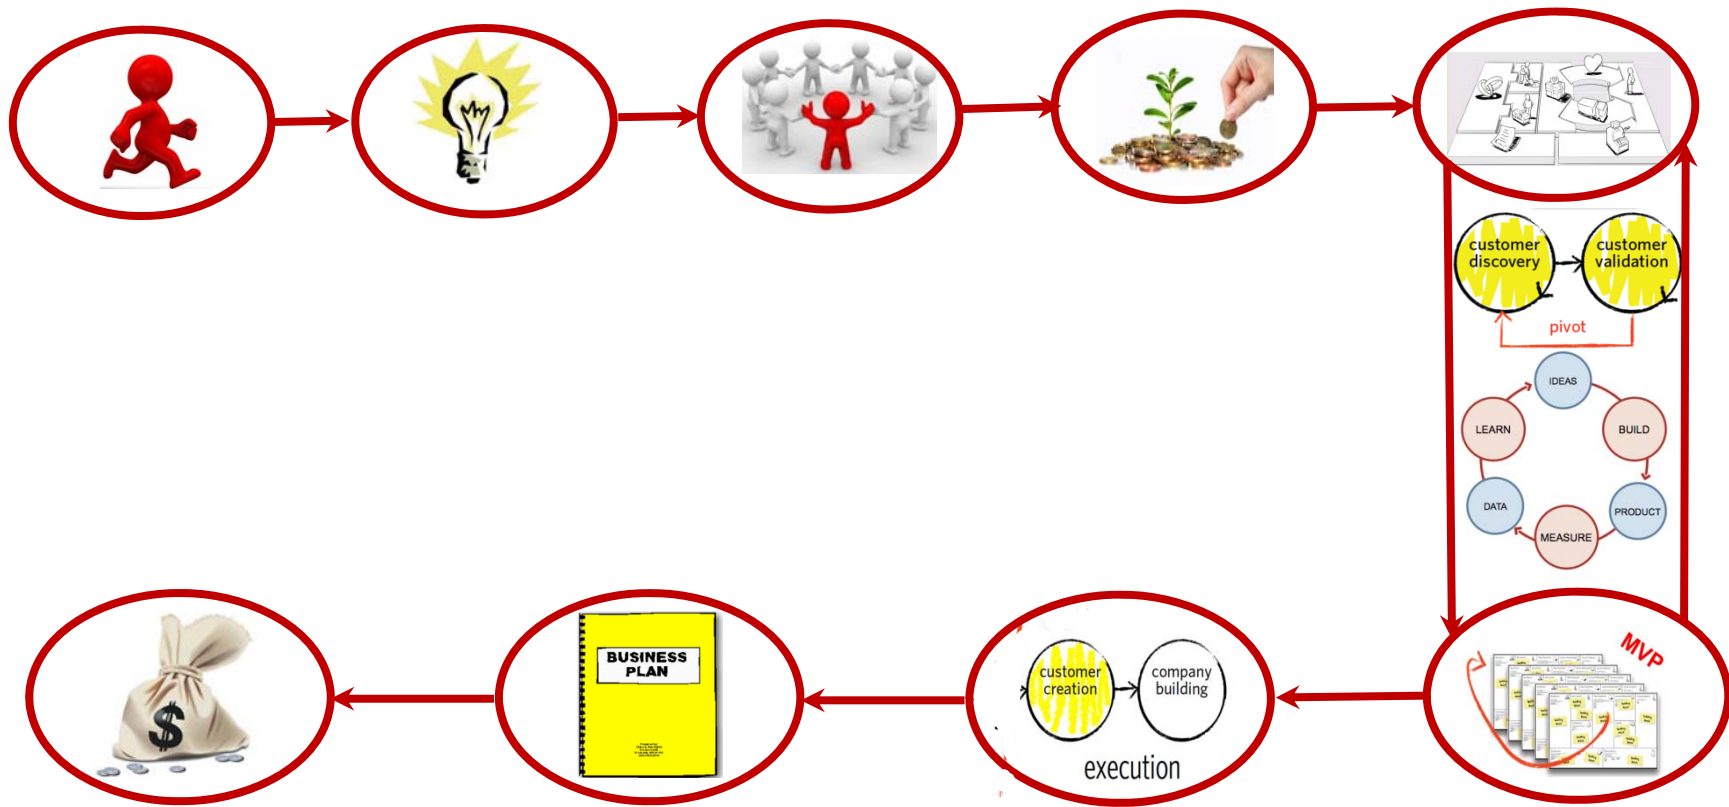 customer
discovery
customer
validation
pivot
IDEAS
LEARN
BUILD
DATA
PRODUCT
MEASURE
MVP
BUSINESS
PLAN
customer
creation
company
building
execution
$